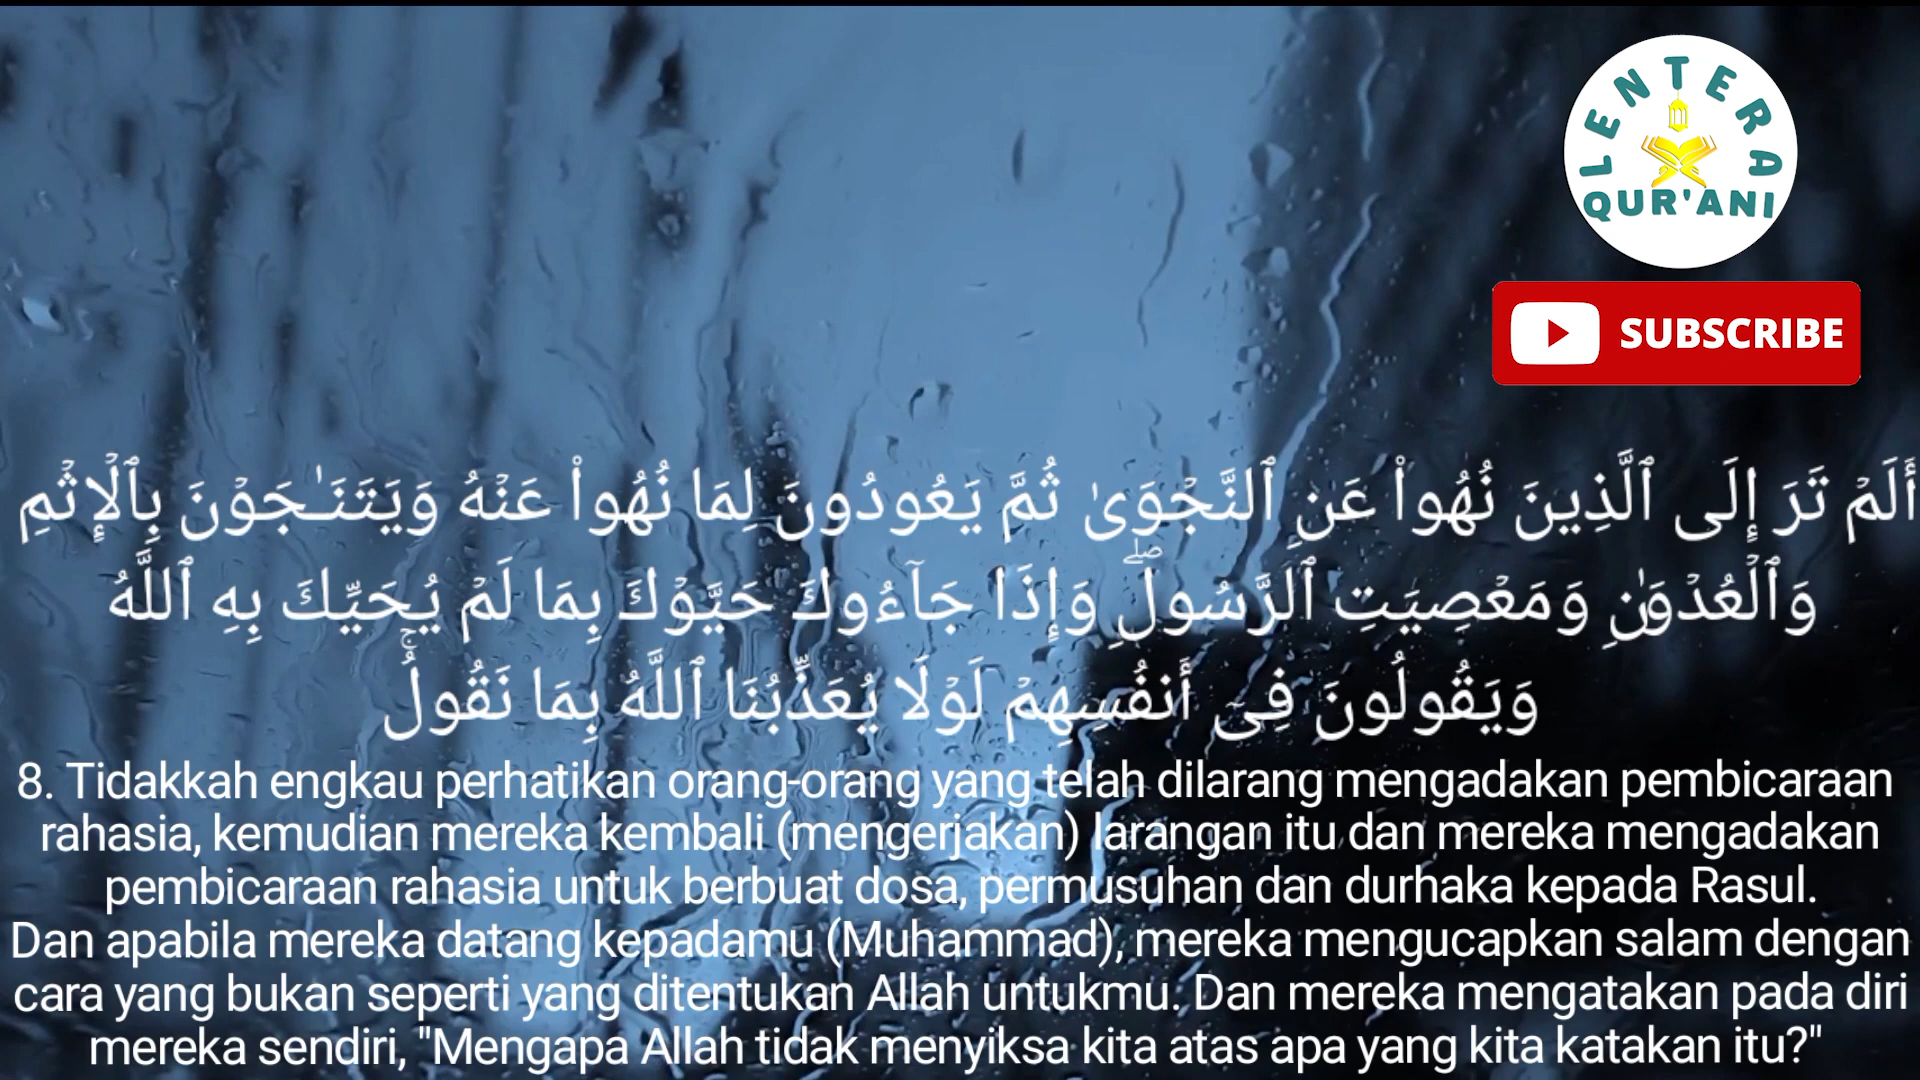 LENTERA
QUR'ANI
SUBSCRIBE
أَلَمْ تَرَ إِلَى ٱلَّذِينَ نُهُوا۟ عَنِ ٱلنَّجْوَىٰ ثُمَّ يَعُودُونَ لِمَا نُهُوا۟ عَنْهُ وَيَتَنَـٰجَوْنَ بِٱلْإِثْمِ
وَٱلْعُدْوَٰنِ وَمَعْصِيَتِ ٱلرَّسُولِۖ وَإِذَا جَآءُوكَ حَيَّوْكَ بِمَا لَمْ يُحَيِّكَ بِهِ ٱللَّهُ
وَيَقُولُونَ فِىٓ أَنفُسِهِمْ لَوْلَا يُعَذِّبُنَا ٱللَّهُ بِمَا نَقُولُۚ
8. Tidakkah engkau perhatikan orang-orang yang telah dilarang mengadakan pembicaraan
rahasia, kemudian mereka kembali (mengerjakan) larangan itu dan mereka mengadakan
pembicaraan rahasia untuk berbuat dosa, permusuhan dan durhaka kepada Rasul.
Dan apabila mereka datang kepadamu (Muhammad), mereka mengucapkan salam dengan
cara yang bukan seperti yang ditentukan Allah untukmu. Dan mereka mengatakan pada diri
mereka sendiri, "Mengapa Allah tidak menyiksa kita atas apa yang kita katakan itu?"